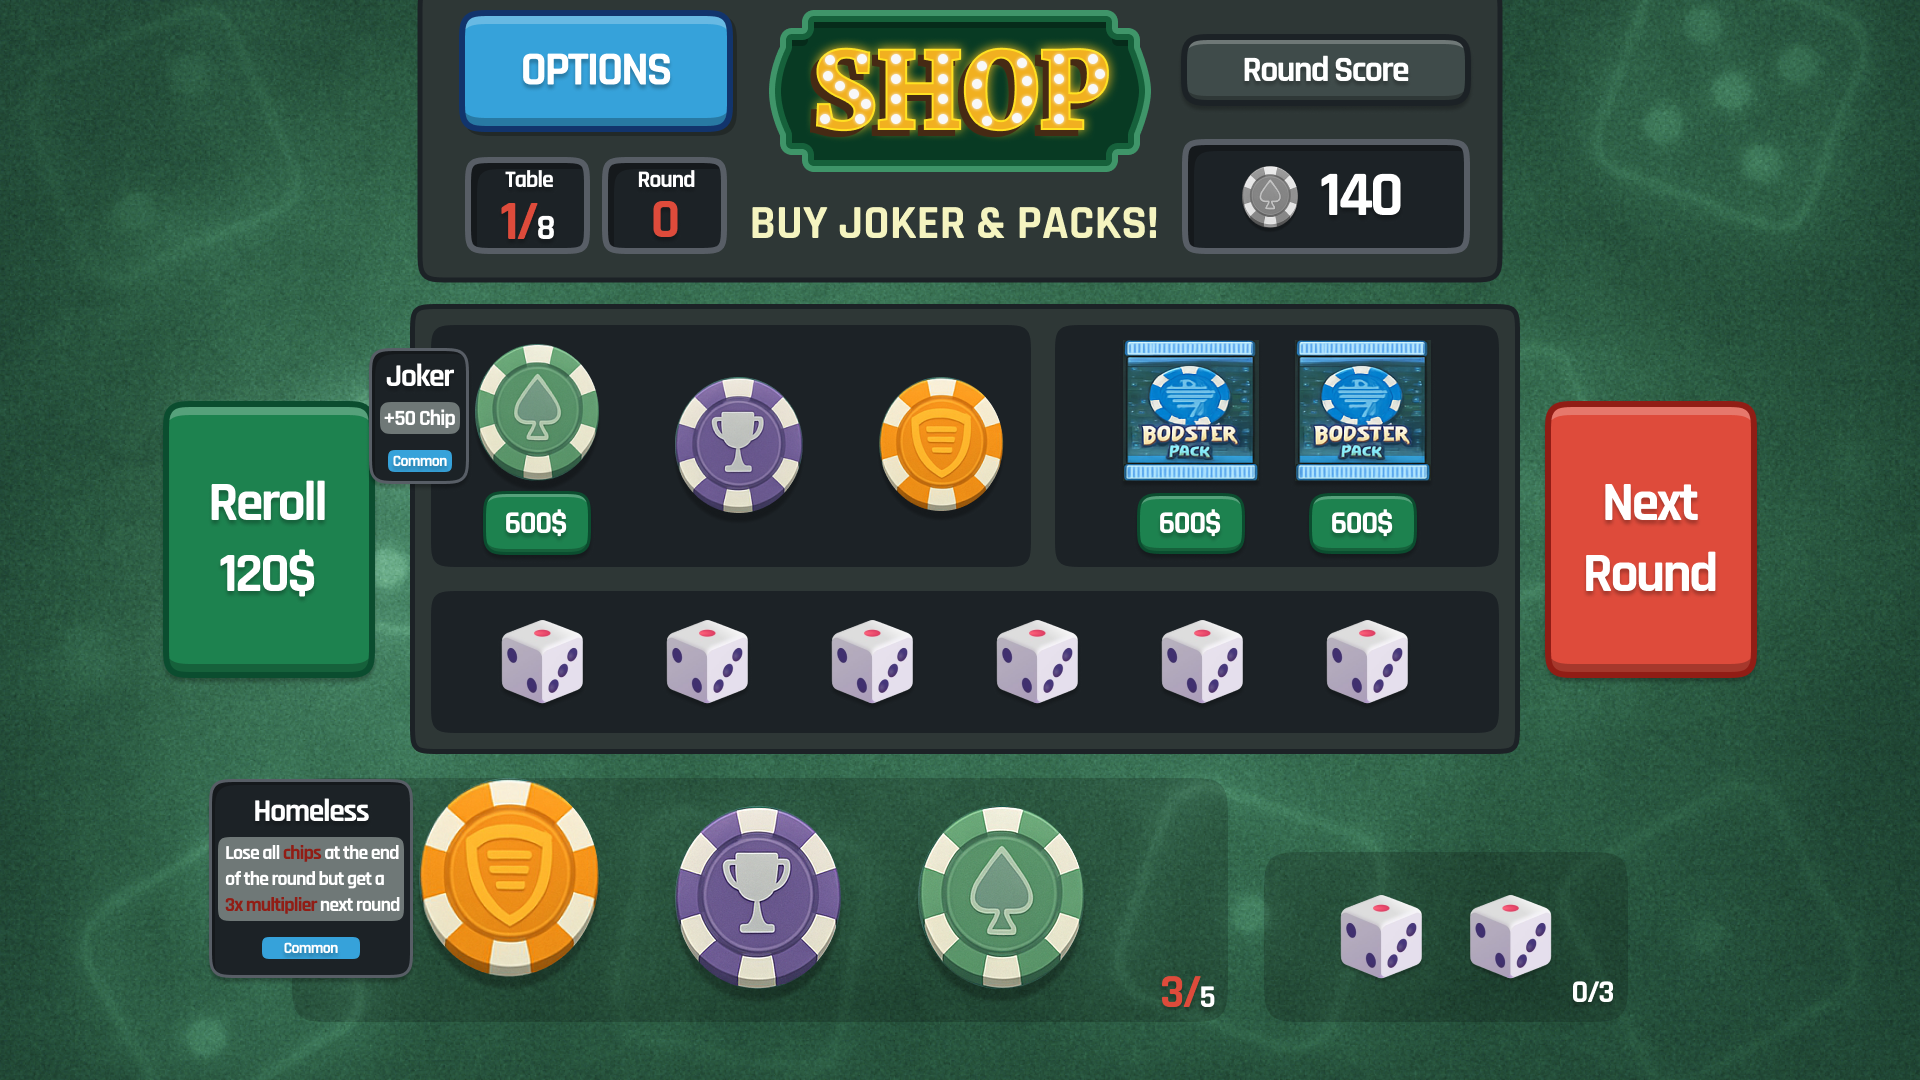 OPTIONS
SHOP
Round Score
Table
1/8
Round
0
BUY JOKER & PACKS!
140
Joker
+50 Chip
Common
600$
BOOSTER
PACK
600$
BOOSTER
PACK
600$
Reroll
120$
Next
Round
Homeless
Lose all chips at the end
of the round but get a
3x multiplier next round
Common
3/5
0/3